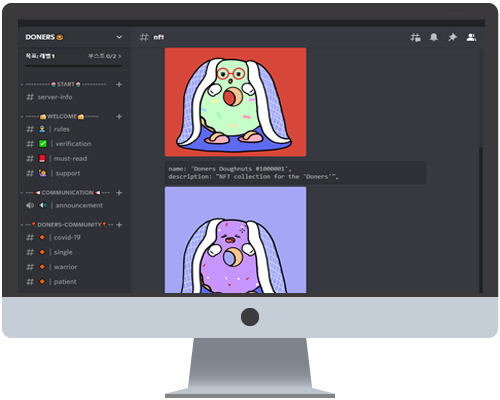 DONERS
# nft
목표: 레벨 1
부스트 0/2 >
START
# server-info
WELCOME
# | rules
# | verification
# | must-read
# | support
COMMUNICATION
| announcement
DONERS-COMMUNITY
# | covid-19
# | single
# | warrior
# | patient
name: 'Doners Doughnuts #1000001',
description: "NFT collection for the 'Doners'",